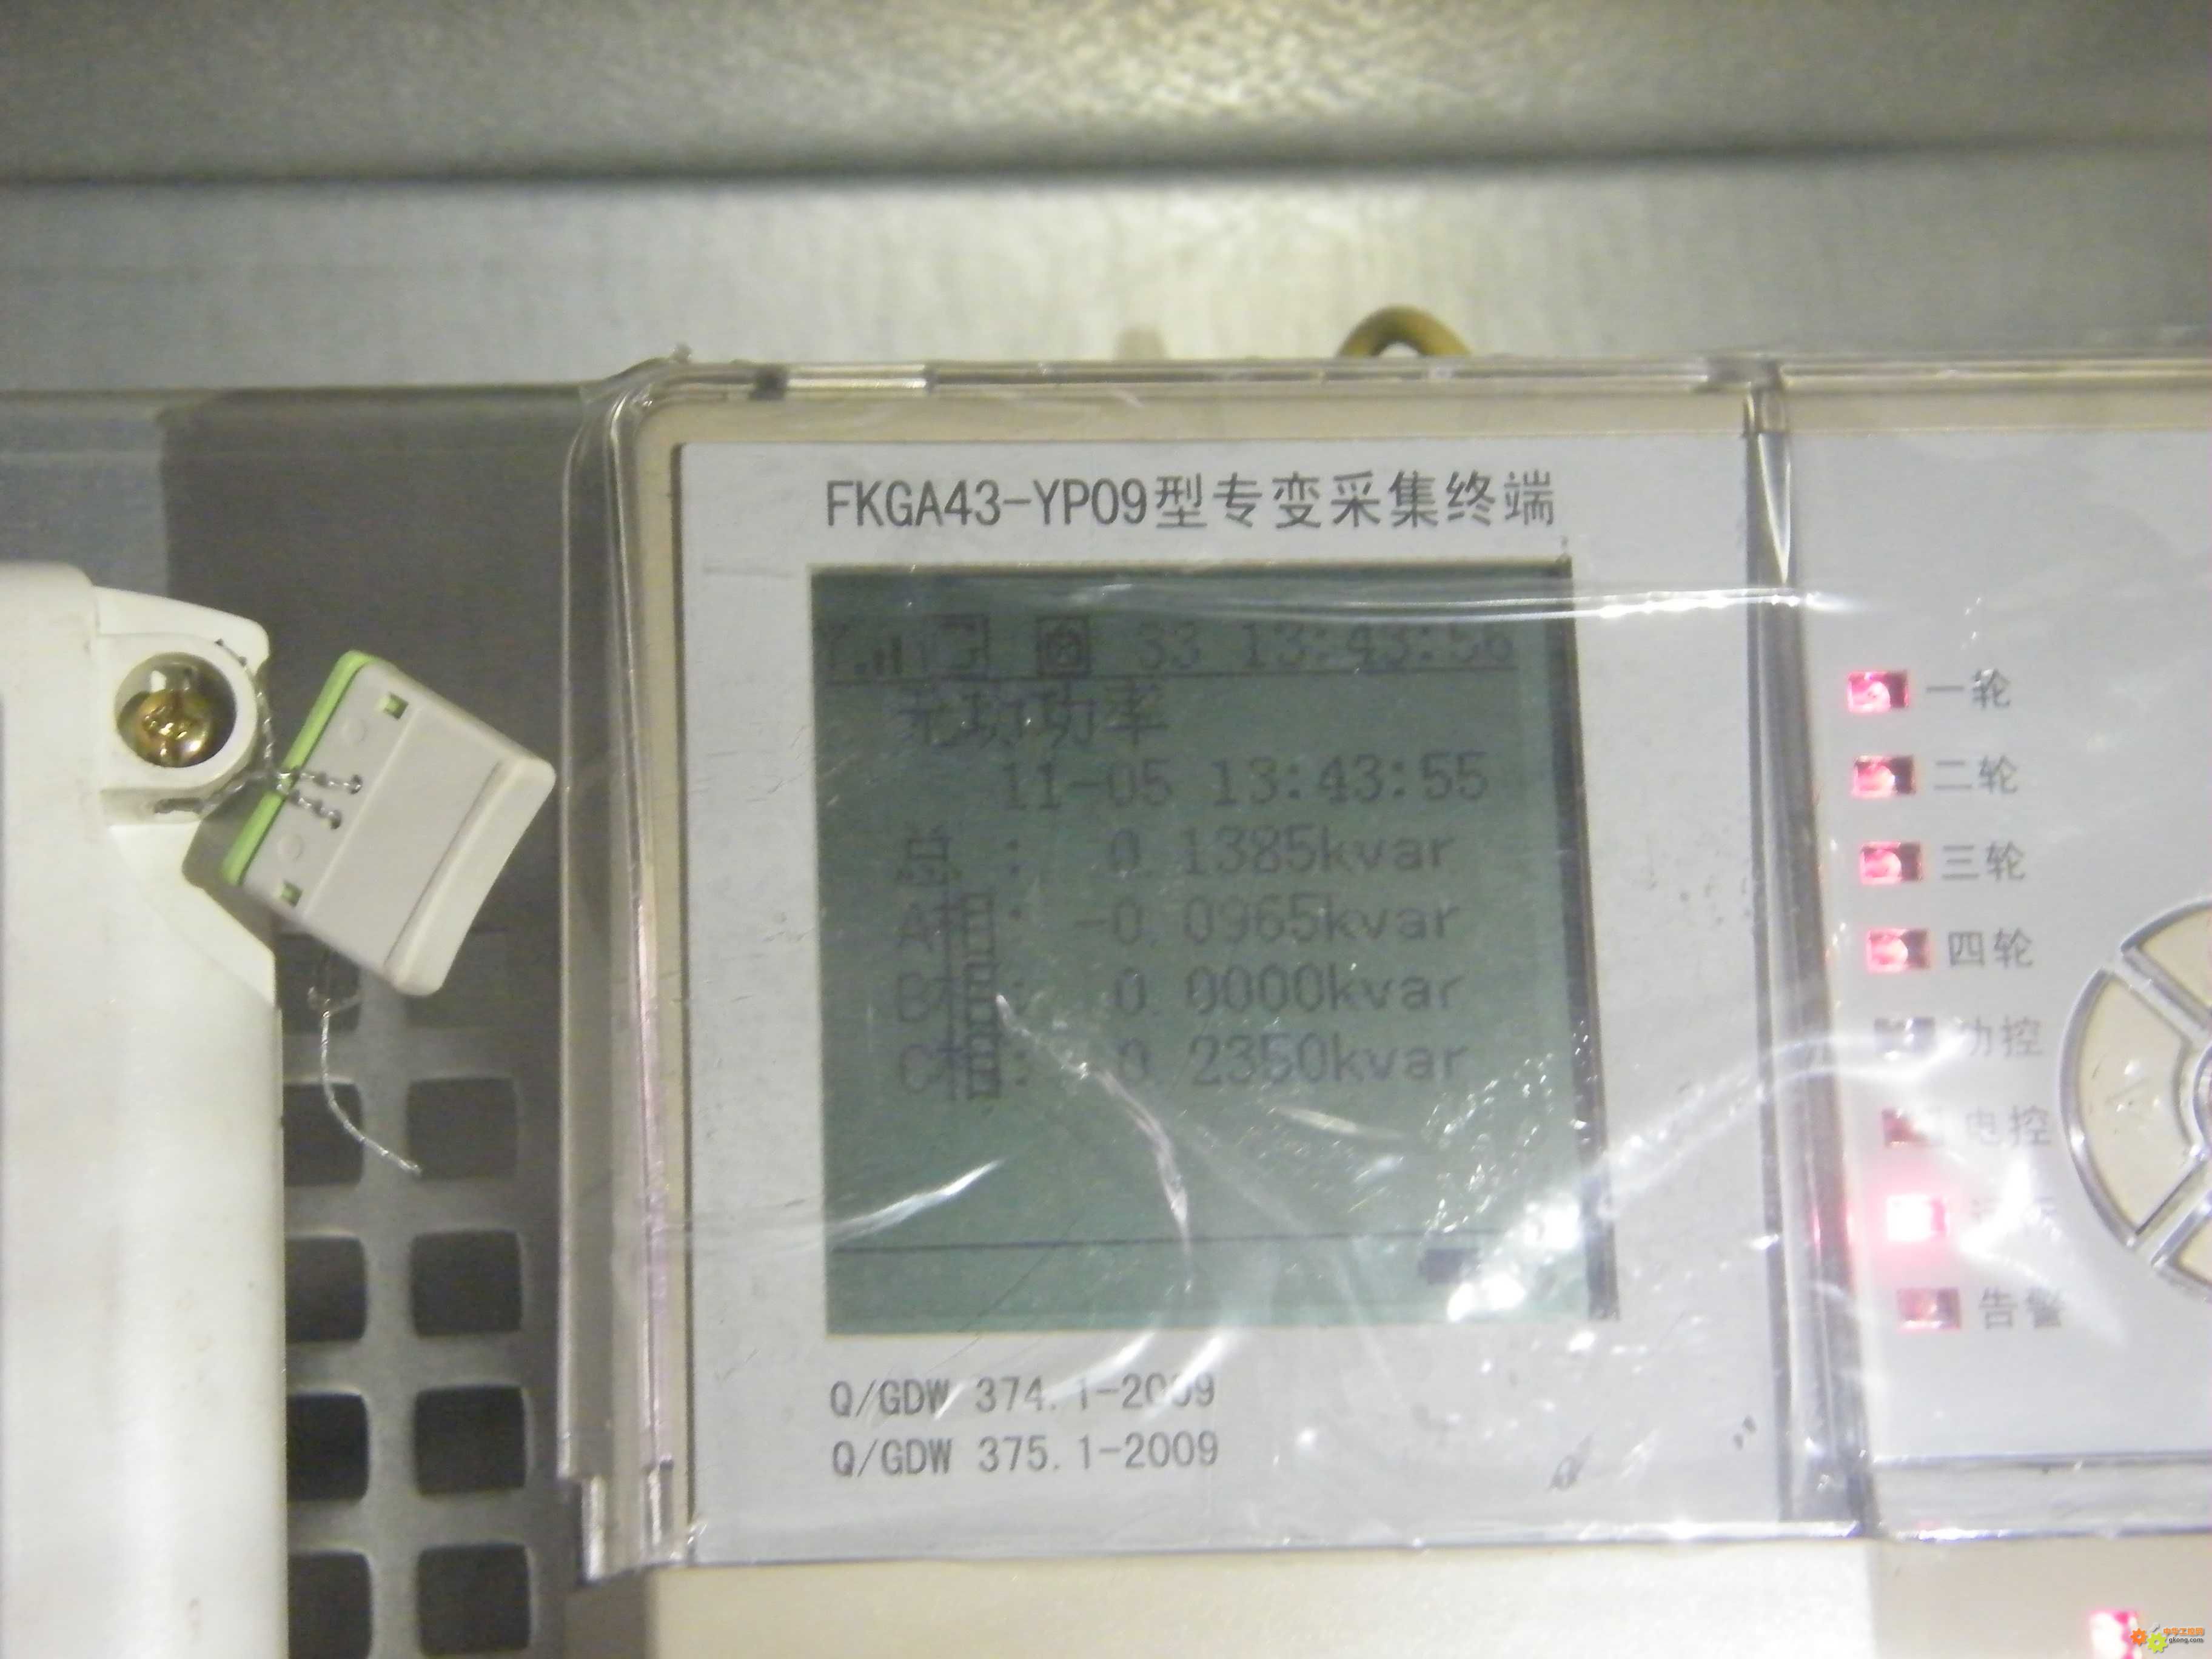 FKGA43-YP09型专变采集终端
33 13:43:56
无功功率
11-05 13:43:55
总: 0.1385kvar
A相: -0.0965kvar
B相: 0.0000kvar
C相: 0.2350kvar
Q/GDW 374.1-2009
Q/GDW 375.1-2009
一轮
二轮
三轮
四轮
功控
电控
告警
gkong.com